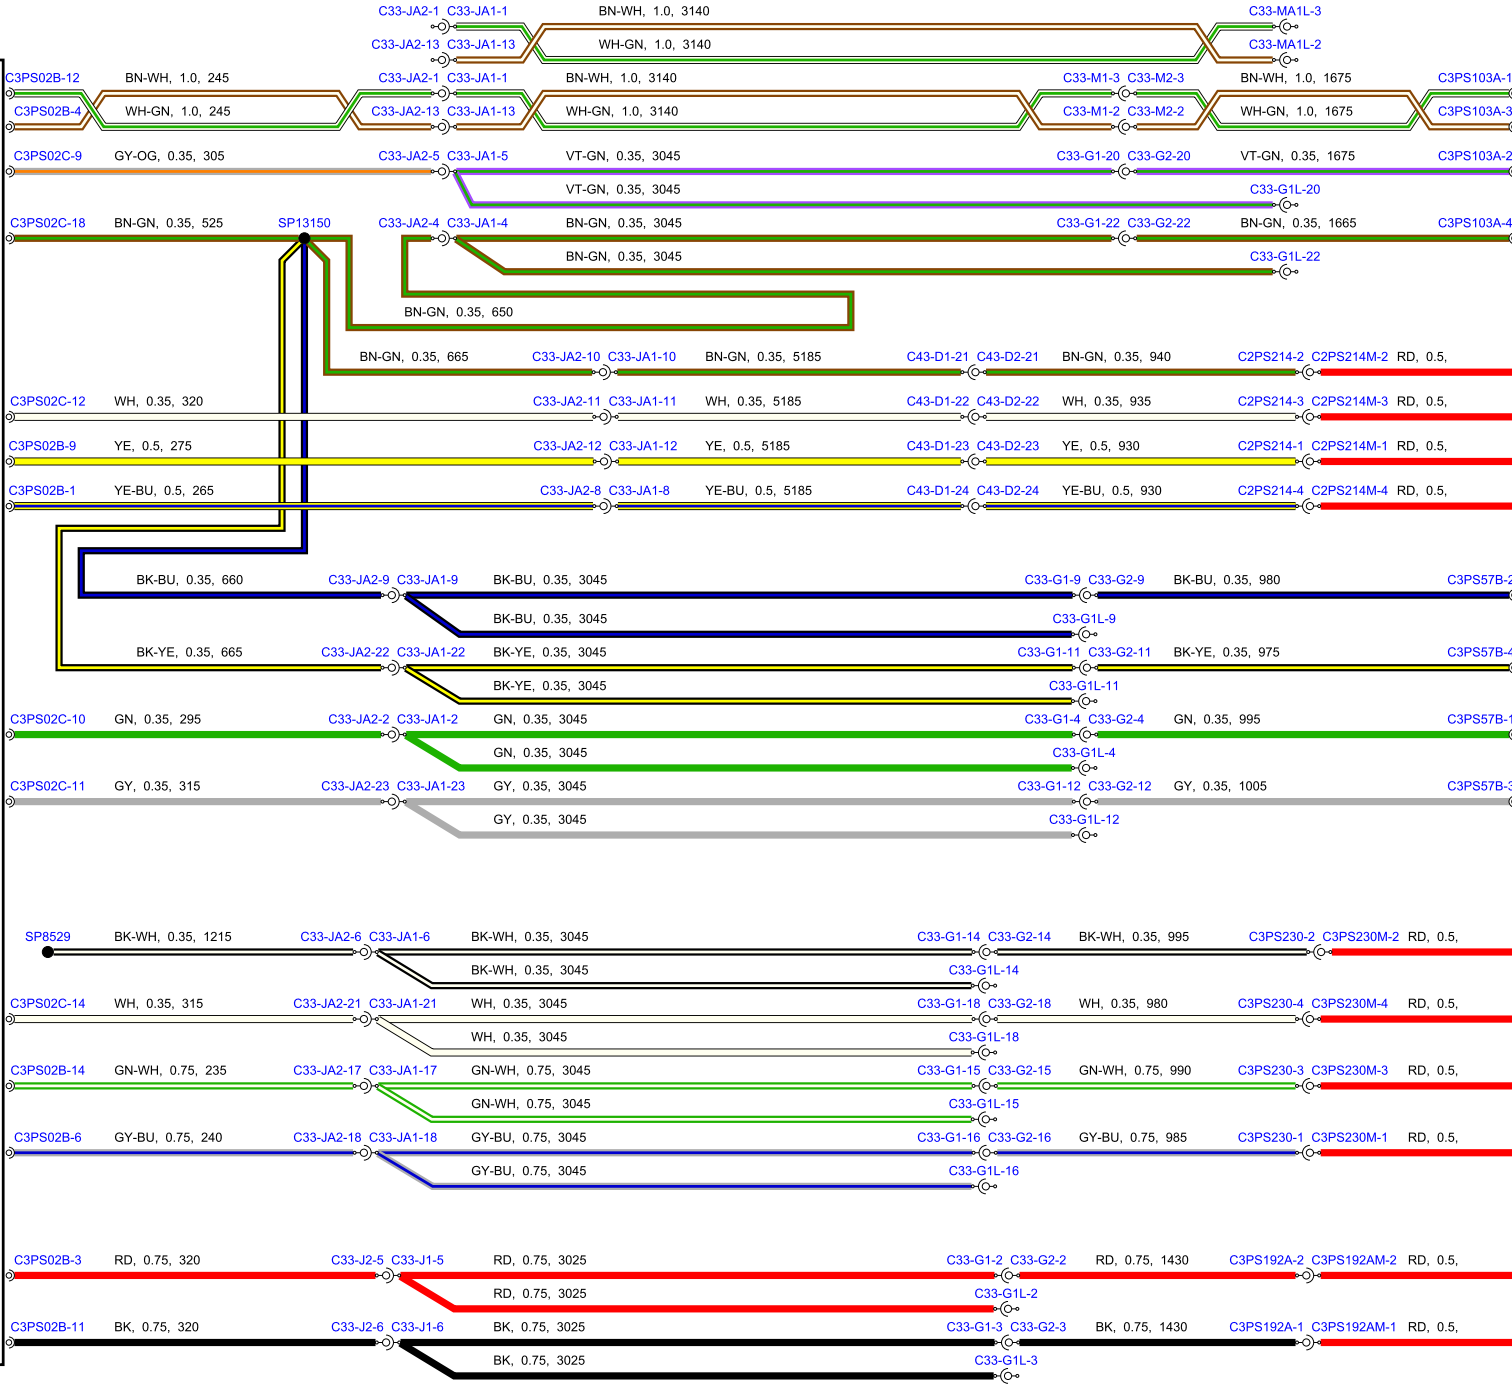 C33-JA2-1 C33-JA1-1 BN-WH, 1.0, 3140 C33-MA1L-3
C33-JA2-13 C33-JA1-13 WH-GN, 1.0, 3140 C33-MA1L-2
C3PS02B-12 BN-WH, 1.0, 245 C33-JA2-1 C33-JA1-1 BN-WH, 1.0, 3140 C33-M1-3 C33-M2-3 BN-WH, 1.0, 1675 C3PS103A-1
C3PS02B-4 WH-GN, 1.0, 245 C33-JA2-13 C33-JA1-13 WH-GN, 1.0, 3140 C33-M1-2 C33-M2-2 WH-GN, 1.0, 1675 C3PS103A-3
C3PS02C-9 GY-OG, 0.35, 305 C33-JA2-5 C33-JA1-5 VT-GN, 0.35, 3045 C33-G1-20 C33-G2-20 VT-GN, 0.35, 1675 C3PS103A-2
VT-GN, 0.35, 3045 C33-G1L-20
C3PS02C-18 BN-GN, 0.35, 525 SP13150 C33-JA2-4 C33-JA1-4 BN-GN, 0.35, 3045 C33-G1-22 C33-G2-22 BN-GN, 0.35, 1665 C3PS103A-4
BN-GN, 0.35, 3045 C33-G1L-22
BN-GN, 0.35, 650
BN-GN, 0.35, 665 C33-JA2-10 C33-JA1-10 BN-GN, 0.35, 5185 C43-D1-21 C43-D2-21 BN-GN, 0.35, 940 C2PS214-2 C2PS214M-2 RD, 0.5,
C3PS02C-12 WH, 0.35, 320 C33-JA2-11 C33-JA1-11 WH, 0.35, 5185 C43-D1-22 C43-D2-22 WH, 0.35, 935 C2PS214-3 C2PS214M-3 RD, 0.5,
C3PS02B-9 YE, 0.5, 275 C33-JA2-12 C33-JA1-12 YE, 0.5, 5185 C43-D1-23 C43-D2-23 YE, 0.5, 930 C2PS214-1 C2PS214M-1 RD, 0.5,
C3PS02B-1 YE-BU, 0.5, 265 C33-JA2-8 C33-JA1-8 YE-BU, 0.5, 5185 C43-D1-24 C43-D2-24 YE-BU, 0.5, 930 C2PS214-4 C2PS214M-4 RD, 0.5,
BK-BU, 0.35, 660 C33-JA2-9 C33-JA1-9 BK-BU, 0.35, 3045 C33-G1-9 C33-G2-9 BK-BU, 0.35, 980 C3PS57B-2
BK-BU, 0.35, 3045 C33-G1L-9
BK-YE, 0.35, 665 C33-JA2-22 C33-JA1-22 BK-YE, 0.35, 3045 C33-G1-11 C33-G2-11 BK-YE, 0.35, 975 C3PS57B-4
BK-YE, 0.35, 3045 C33-G1L-11
C3PS02C-10 GN, 0.35, 295 C33-JA2-2 C33-JA1-2 GN, 0.35, 3045 C33-G1-4 C33-G2-4 GN, 0.35, 995 C3PS57B-1
GN, 0.35, 3045 C33-G1L-4
C3PS02C-11 GY, 0.35, 315 C33-JA2-23 C33-JA1-23 GY, 0.35, 3045 C33-G1-12 C33-G2-12 GY, 0.35, 1005 C3PS57B-3
GY, 0.35, 3045 C33-G1L-12
SP8529 BK-WH, 0.35, 1215 C33-JA2-6 C33-JA1-6 BK-WH, 0.35, 3045 C33-G1-14 C33-G2-14 BK-WH, 0.35, 995 C3PS230-2 C3PS230M-2 RD, 0.5,
BK-WH, 0.35, 3045 C33-G1L-14
C3PS02C-14 WH, 0.35, 315 C33-JA2-21 C33-JA1-21 WH, 0.35, 3045 C33-G1-18 C33-G2-18 WH, 0.35, 980 C3PS230-4 C3PS230M-4 RD, 0.5,
WH, 0.35, 3045 C33-G1L-18
C3PS02B-14 GN-WH, 0.75, 235 C33-JA2-17 C33-JA1-17 GN-WH, 0.75, 3045 C33-G1-15 C33-G2-15 GN-WH, 0.75, 990 C3PS230-3 C3PS230M-3 RD, 0.5,
GN-WH, 0.75, 3045 C33-G1L-15
C3PS02B-6 GY-BU, 0.75, 240 C33-JA2-18 C33-JA1-18 GY-BU, 0.75, 3045 C33-G1-16 C33-G2-16 GY-BU, 0.75, 985 C3PS230-1 C3PS230M-1 RD, 0.5,
GY-BU, 0.75, 3045 C33-G1L-16
C3PS02B-3 RD, 0.75, 320 C33-J2-5 C33-J1-5 RD, 0.75, 3025 C33-G1-2 C33-G2-2 RD, 0.75, 1430 C3PS192A-2 C3PS192AM-2 RD, 0.5,
RD, 0.75, 3025 C33-G1L-2
C3PS02B-11 BK, 0.75, 320 C33-J2-6 C33-J1-6 BK, 0.75, 3025 C33-G1-3 C33-G2-3 BK, 0.75, 1430 C3PS192A-1 C3PS192AM-1 RD, 0.5,
BK, 0.75, 3025 C33-G1L-3